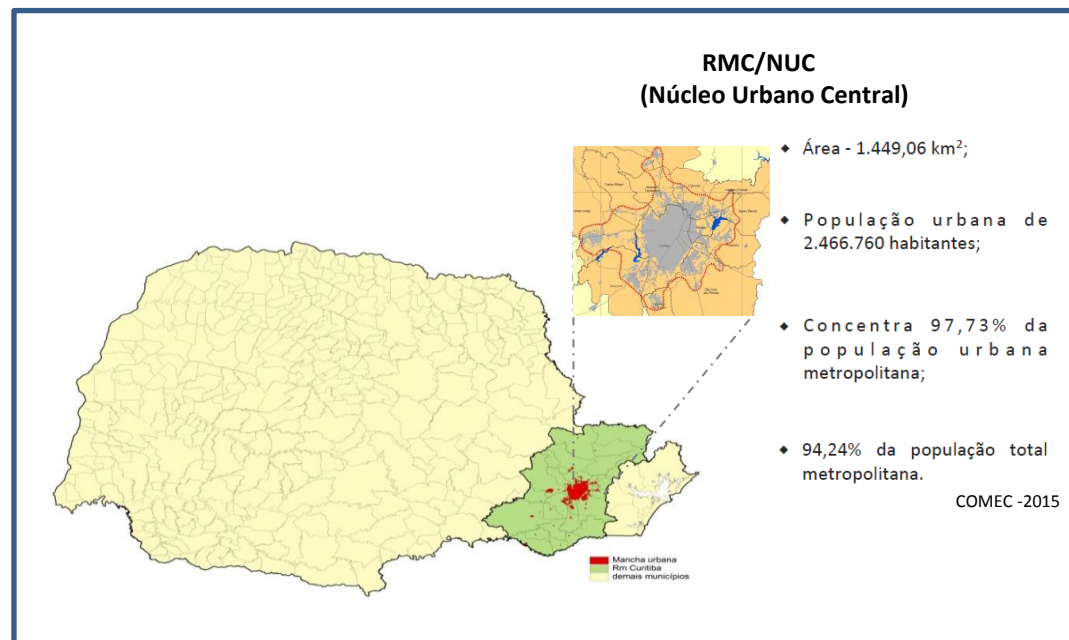 RMC/NUC
(Núcleo Urbano Central)
◆ Área - 1.449,06 km²;
◆ População urbana de
2.466.760 habitantes;
◆ Concentra 97,73% da
população urbana
metropolitana;
◆ 94,24% da população total
metropolitana.
COMEC -2015
Mancha urbana
Rm Curitiba
demais municípios